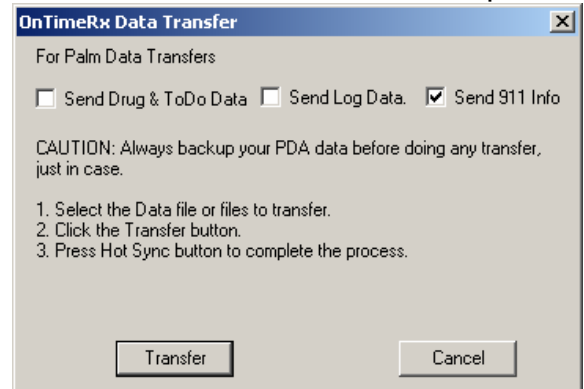 OnTimeRx Data Transfer
For Palm Data Transfers
Send Drug & ToDo Data Send Log Data. Send 911 Info
CAUTION: Always backup your PDA data before doing any transfer,
just in case.
1. Select the Data file or files to transfer.
2. Click the Transfer button.
3. Press Hot Sync button to complete the process.
Transfer Cancel